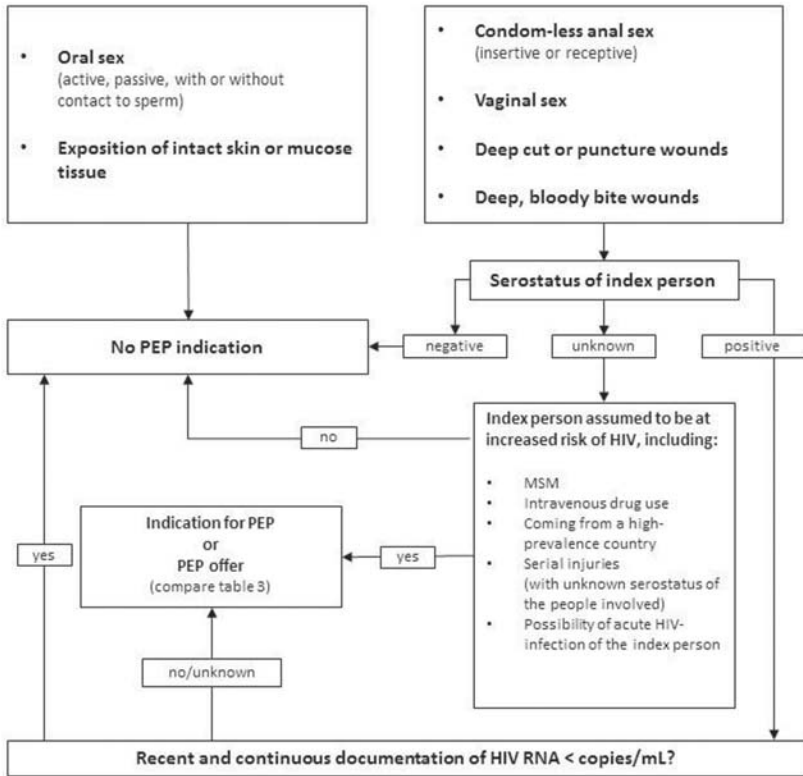 • Oral sex
(active, passive, with or without
contact to sperm)
• Exposition of intact skin or mucose
tissue
• Condom-less anal sex
(insertive or receptive)
• Vaginal sex
• Deep cut or puncture wounds
• Deep, bloody bite wounds
Serostatus of index person
No PEP indication
negative
unknown
positive
no
Index person assumed to be at
increased risk of HIV, including:
• MSM
• Intravenous drug use
• Coming from a high-
prevalence country
• Serial injuries
(with unknown serostatus of
the people involved)
• Possibility of acute HIV-
infection of the index person
Indication for PEP
or
PEP offer
(compare table 3)
yes
yes
no/unknown
Recent and continuous documentation of HIV RNA < copies/mL?